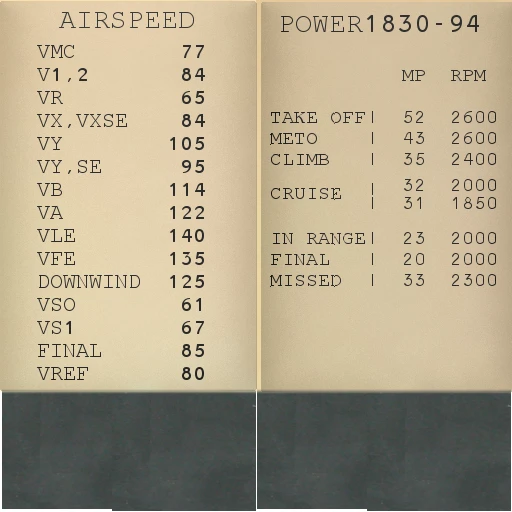 AIRSPEED
VMC 77
V1,2 84
VR 65
VX,VXSE 84
VY 105
VY,SE 95
VB 114
VA 122
VLE 140
VFE 135
DOWNWIND 125
VSO 61
VS1 67
FINAL 85
VREF 80
POWER1830-94
MP RPM
TAKE OFF| 52 2600
METO | 43 2600
CLIMB | 35 2400
CRUISE | 32 2000
| 31 1850
IN RANGE| 23 2000
FINAL | 20 2000
MISSED | 33 2300